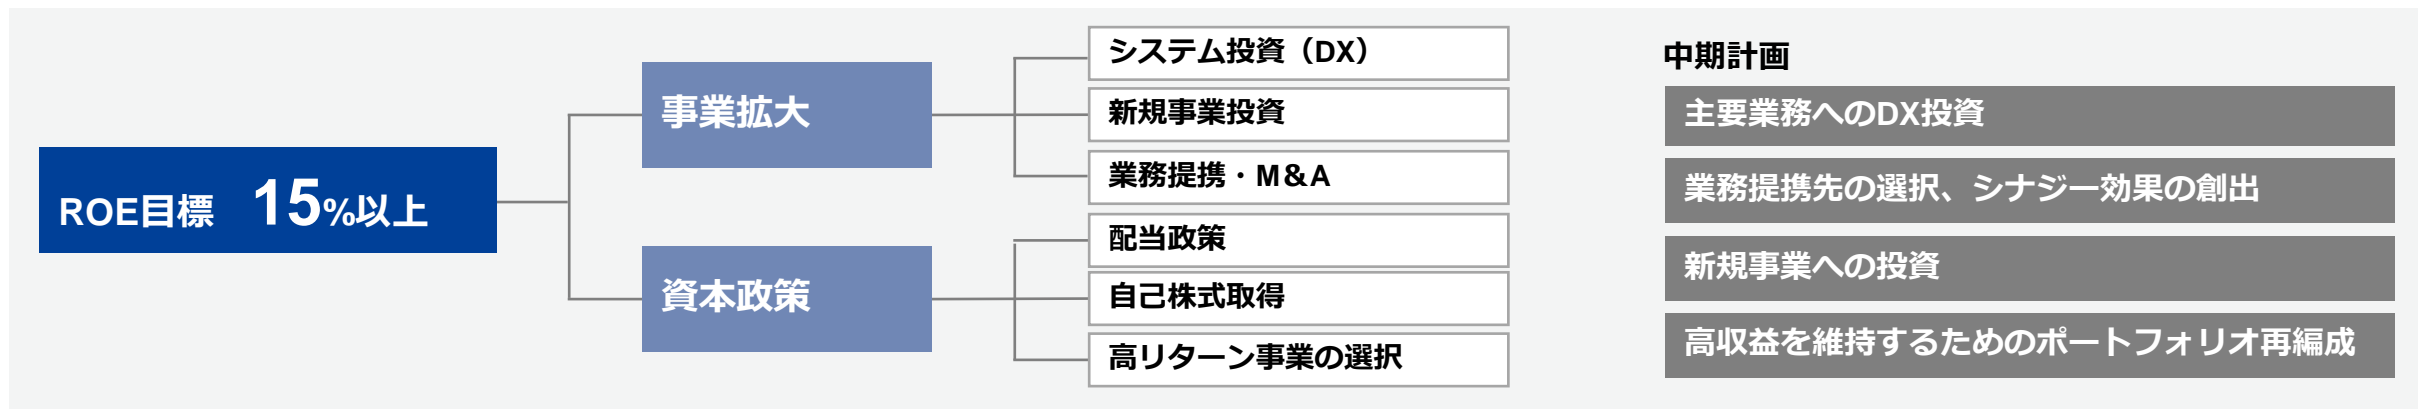 ROE目標 15%以上
事業拡大
資本政策
システム投資（DX）
新規事業投資
業務提携・M＆A
配当政策
自己株式取得
高リターン事業の選択
中期計画
主要業務へのDX投資
業務提携先の選択、シナジー効果の創出
新規事業への投資
高収益を維持するためのポートフォリオ再編成